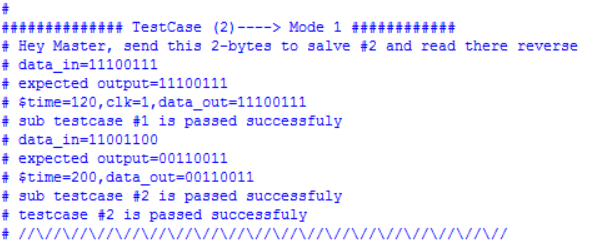 #
############## TestCase (2)----> Mode 1 ############
# Hey Master, send this 2-bytes to salve #2 and read there reverse
# data_in=11100111
# expected output=11100111
# $time=120,clk=1,data_out=11100111
# sub testcase #1 is passed successfuly
# data_in=11001100
# expected output=00110011
# $time=200,data_out=00110011
# sub testcase #2 is passed successfuly
# testcase #2 is passed successfuly
# //\\//\\//\\//\\//\\//\\//\\//\\//\\//\\//\\//\\//\\//